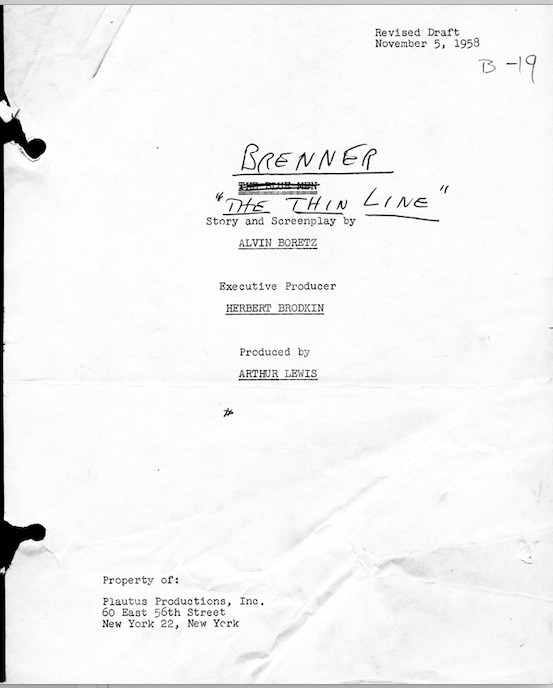 Revised Draft
November 5, 1958
B-19
BRENNER
THE BLUE MEN
"THE THIN LINE"
Story and Screenplay by
ALVIN BORETZ
Executive Producer
HERBERT BRODKIN
Produced by
ARTHUR LEWIS
#
Property of:
Plautus Productions, Inc.
60 East 56th Street
New York 22, New York